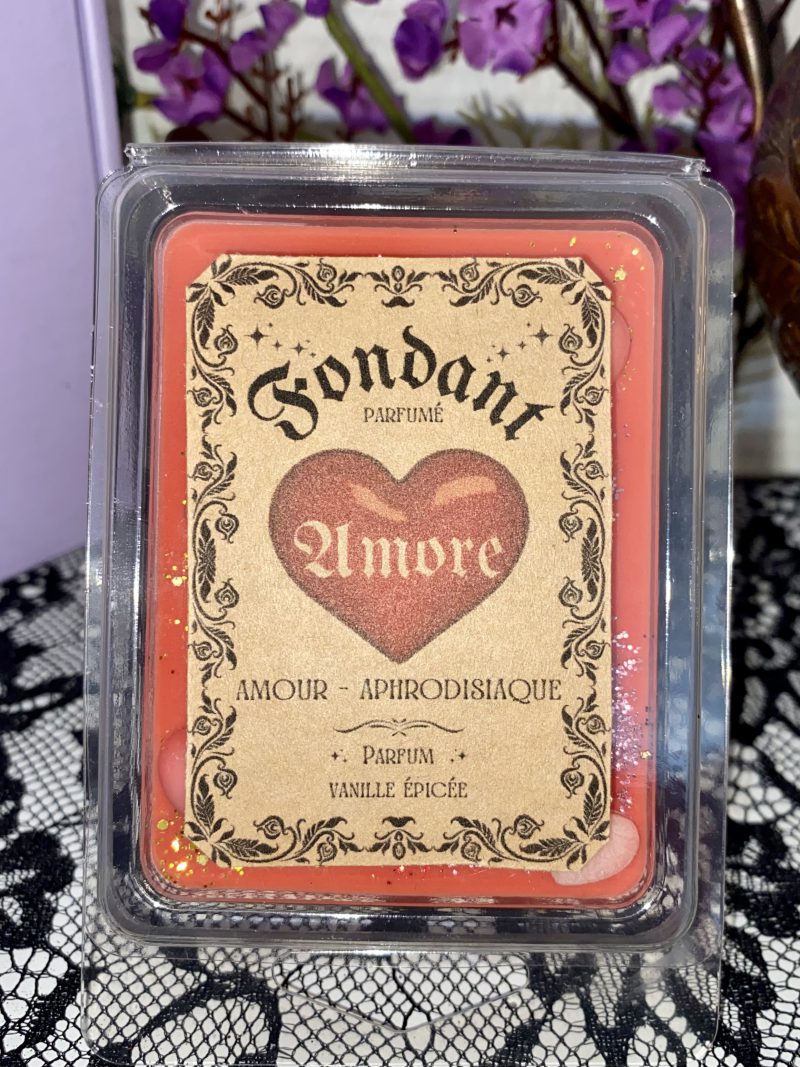 Fondant
PARFUMÉ
Amore
AMOUR - APHRODISIAQUE
PARFUM
VANILLE ÉPICÉE